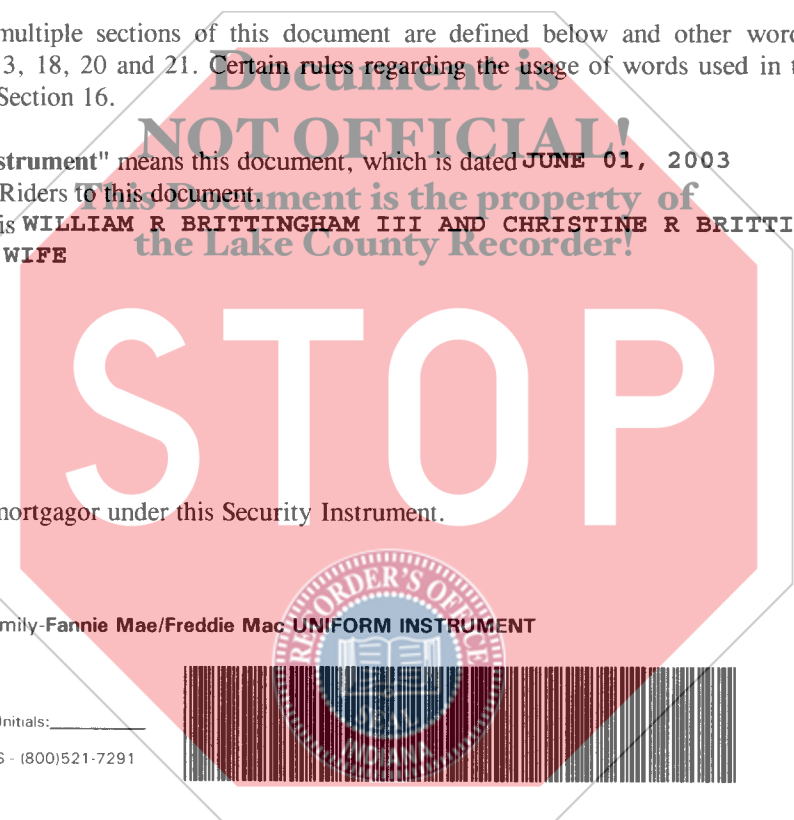 multiple sections of this document are defined below and other word
Document is
3, 18, 20 and 21. Certain rules regarding the usage of words used in
Section 16.
NOT OFFICIAL!
strument" means this document, which is dated JUNE 01, 2003
This Document is the property of
Riders to this document.
is WILLIAM R BRITTINGHAM III AND CHRISTINE R BRITTI
the Lake County Recorder!
WIFE
STOP
mortgagor under this Security Instrument.
RECORDER'S OFFICE
mily-Fannie Mae/Freddie Mac UNIFORM INSTRUMENT
SEAL
Initials:
INDIANA
S - (800)521-7291